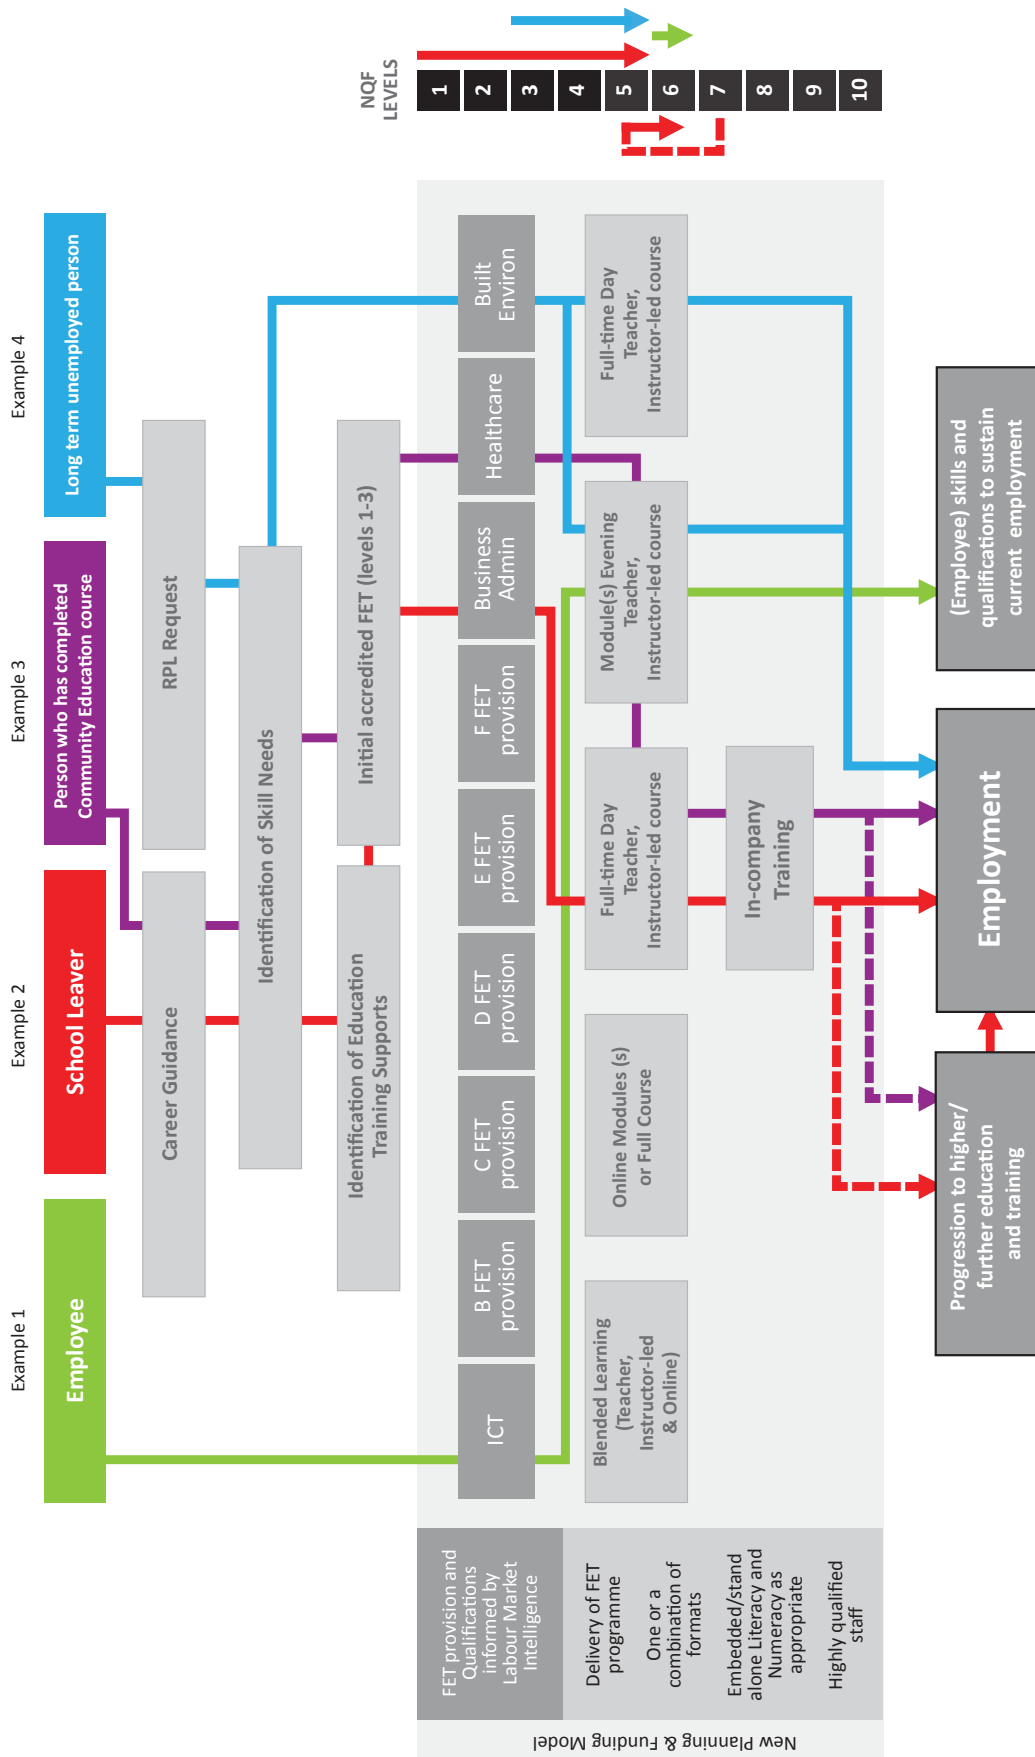 Example 1
Example 2
Example 3
Example 4
Employee
School Leaver
Person who has completed
Community Education course
Long term unemployed person
Career Guidance
RPL Request
Identification of Skill Needs
Identification of Education
Training Supports
Initial accredited FET (levels 1-3)
NQF
LEVELS
1
2
3
4
5
6
7
8
9
10
New Planning & Funding Model
FET provision and
Qualifications
informed by
Labour Market
Intelligence
ICT
B FET
provision
C FET
provision
D FET
provision
E FET
provision
F FET
provision
Business
Admin
Healthcare
Built
Environ
Delivery of FET
programme
One or a
combination of
formats
Embedded/stand
alone Literacy and
Numeracy as
appropriate
Highly qualified
staff
Blended Learning
(Teacher,
Instructor-led
& Online)
Online Modules (s)
or Full Course
Full-time Day
Teacher,
Instructor-led course
Module(s) Evening
Teacher,
Instructor-led course
Full-time Day
Teacher,
Instructor-led course
In-company
Training
Progression to higher/
further education
and training
Employment
(Employee) skills and
qualifications to sustain
current employment